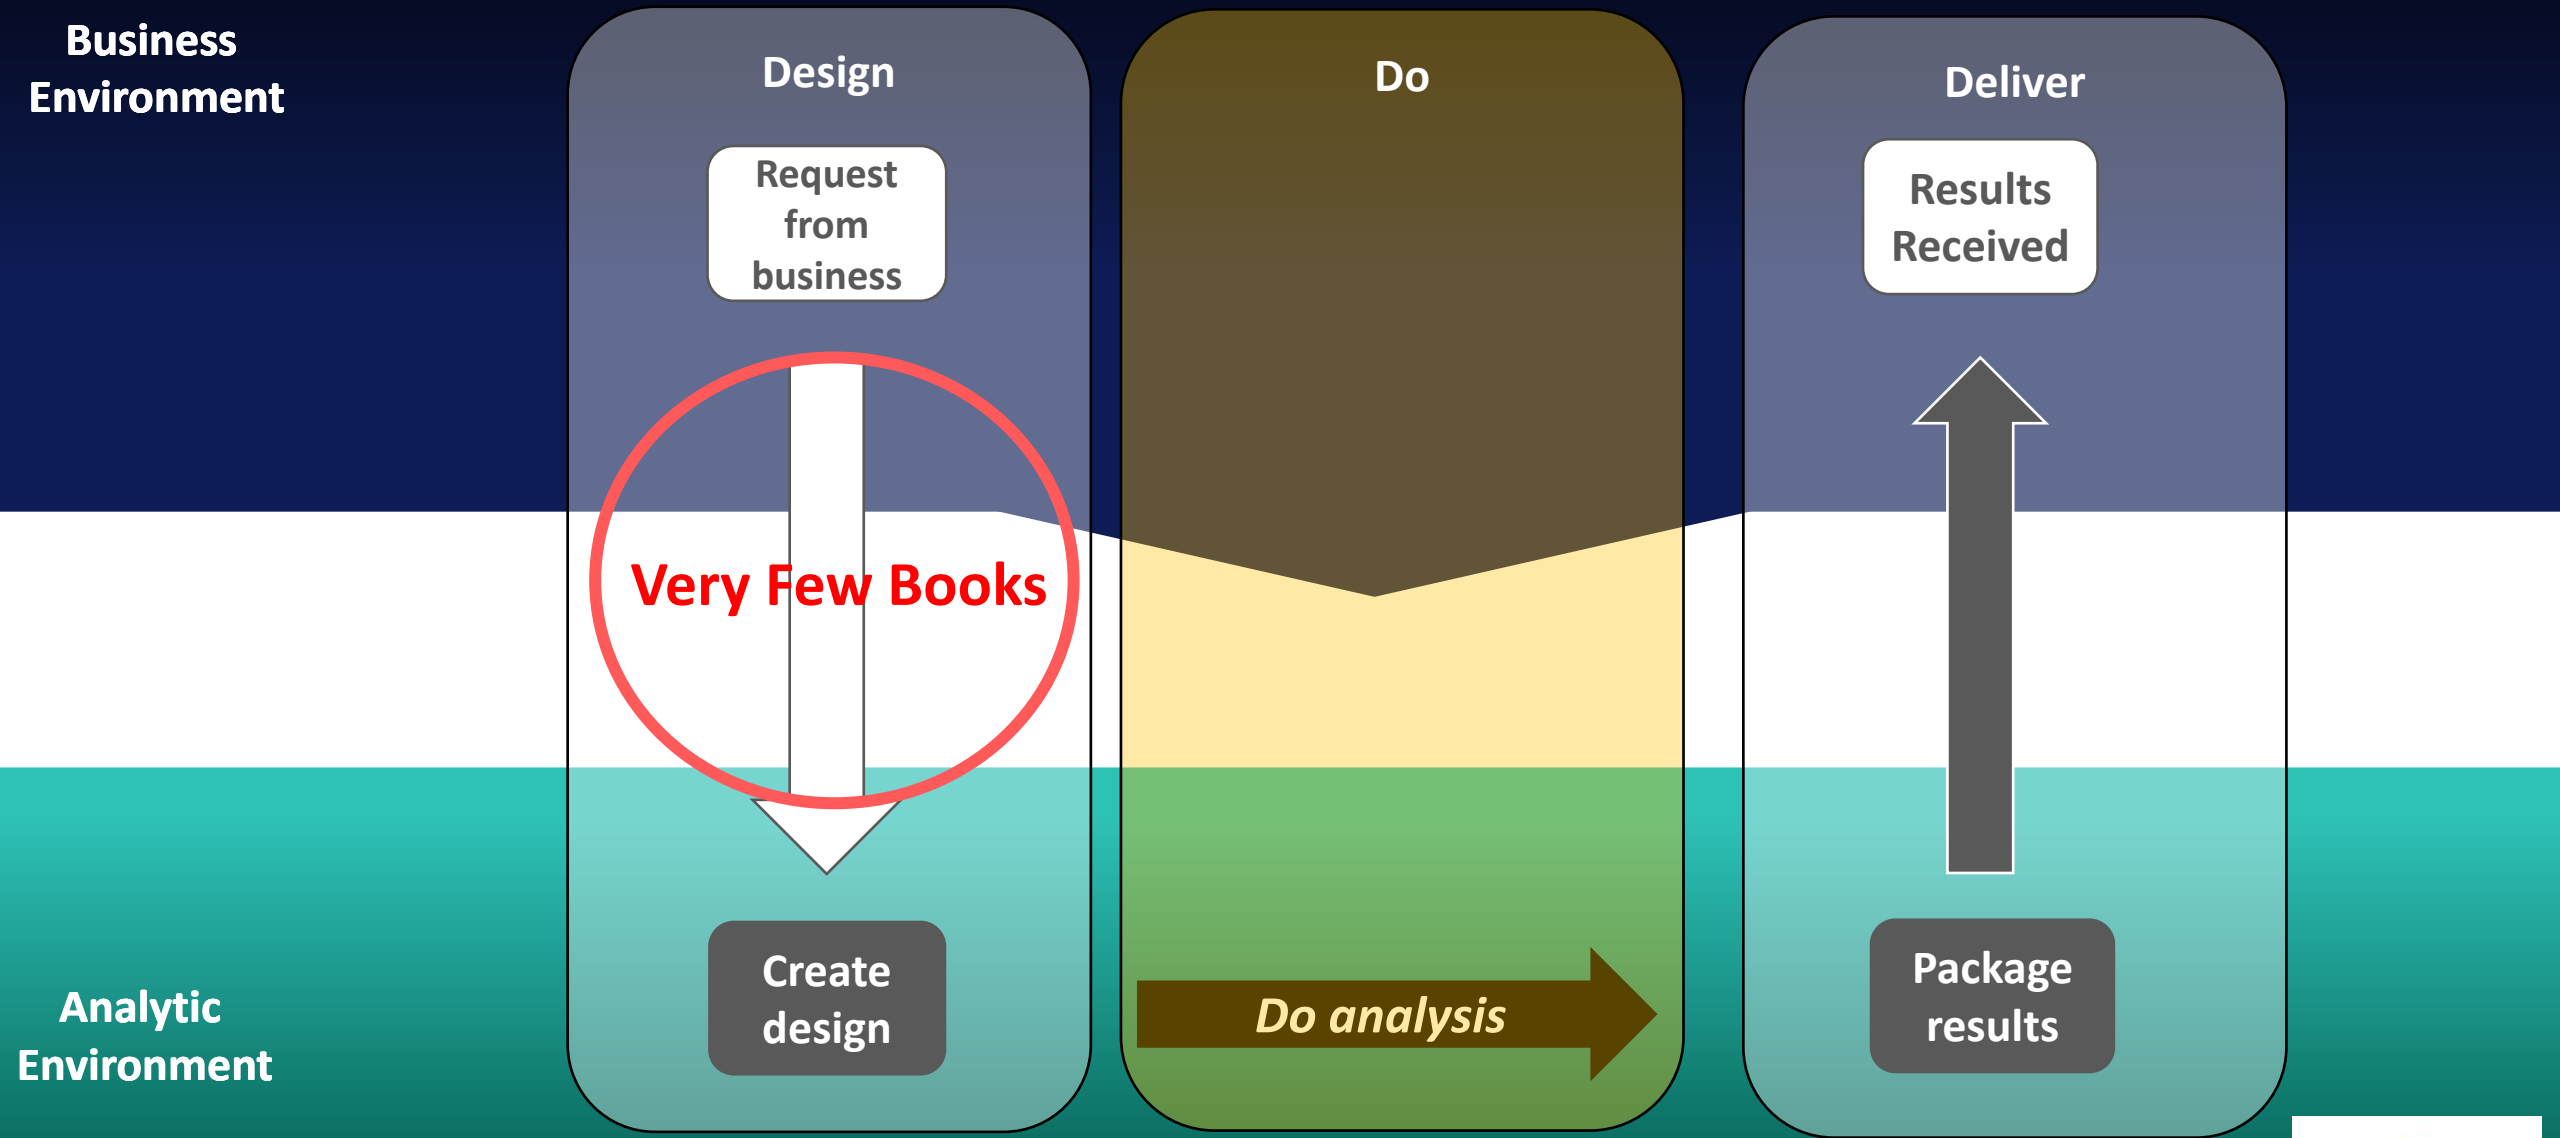 Business
Environment
Design
Request
from
business
Very Few Books
Create
design
Do
Do analysis
Deliver
Results
Received
Package
results
Analytic
Environment